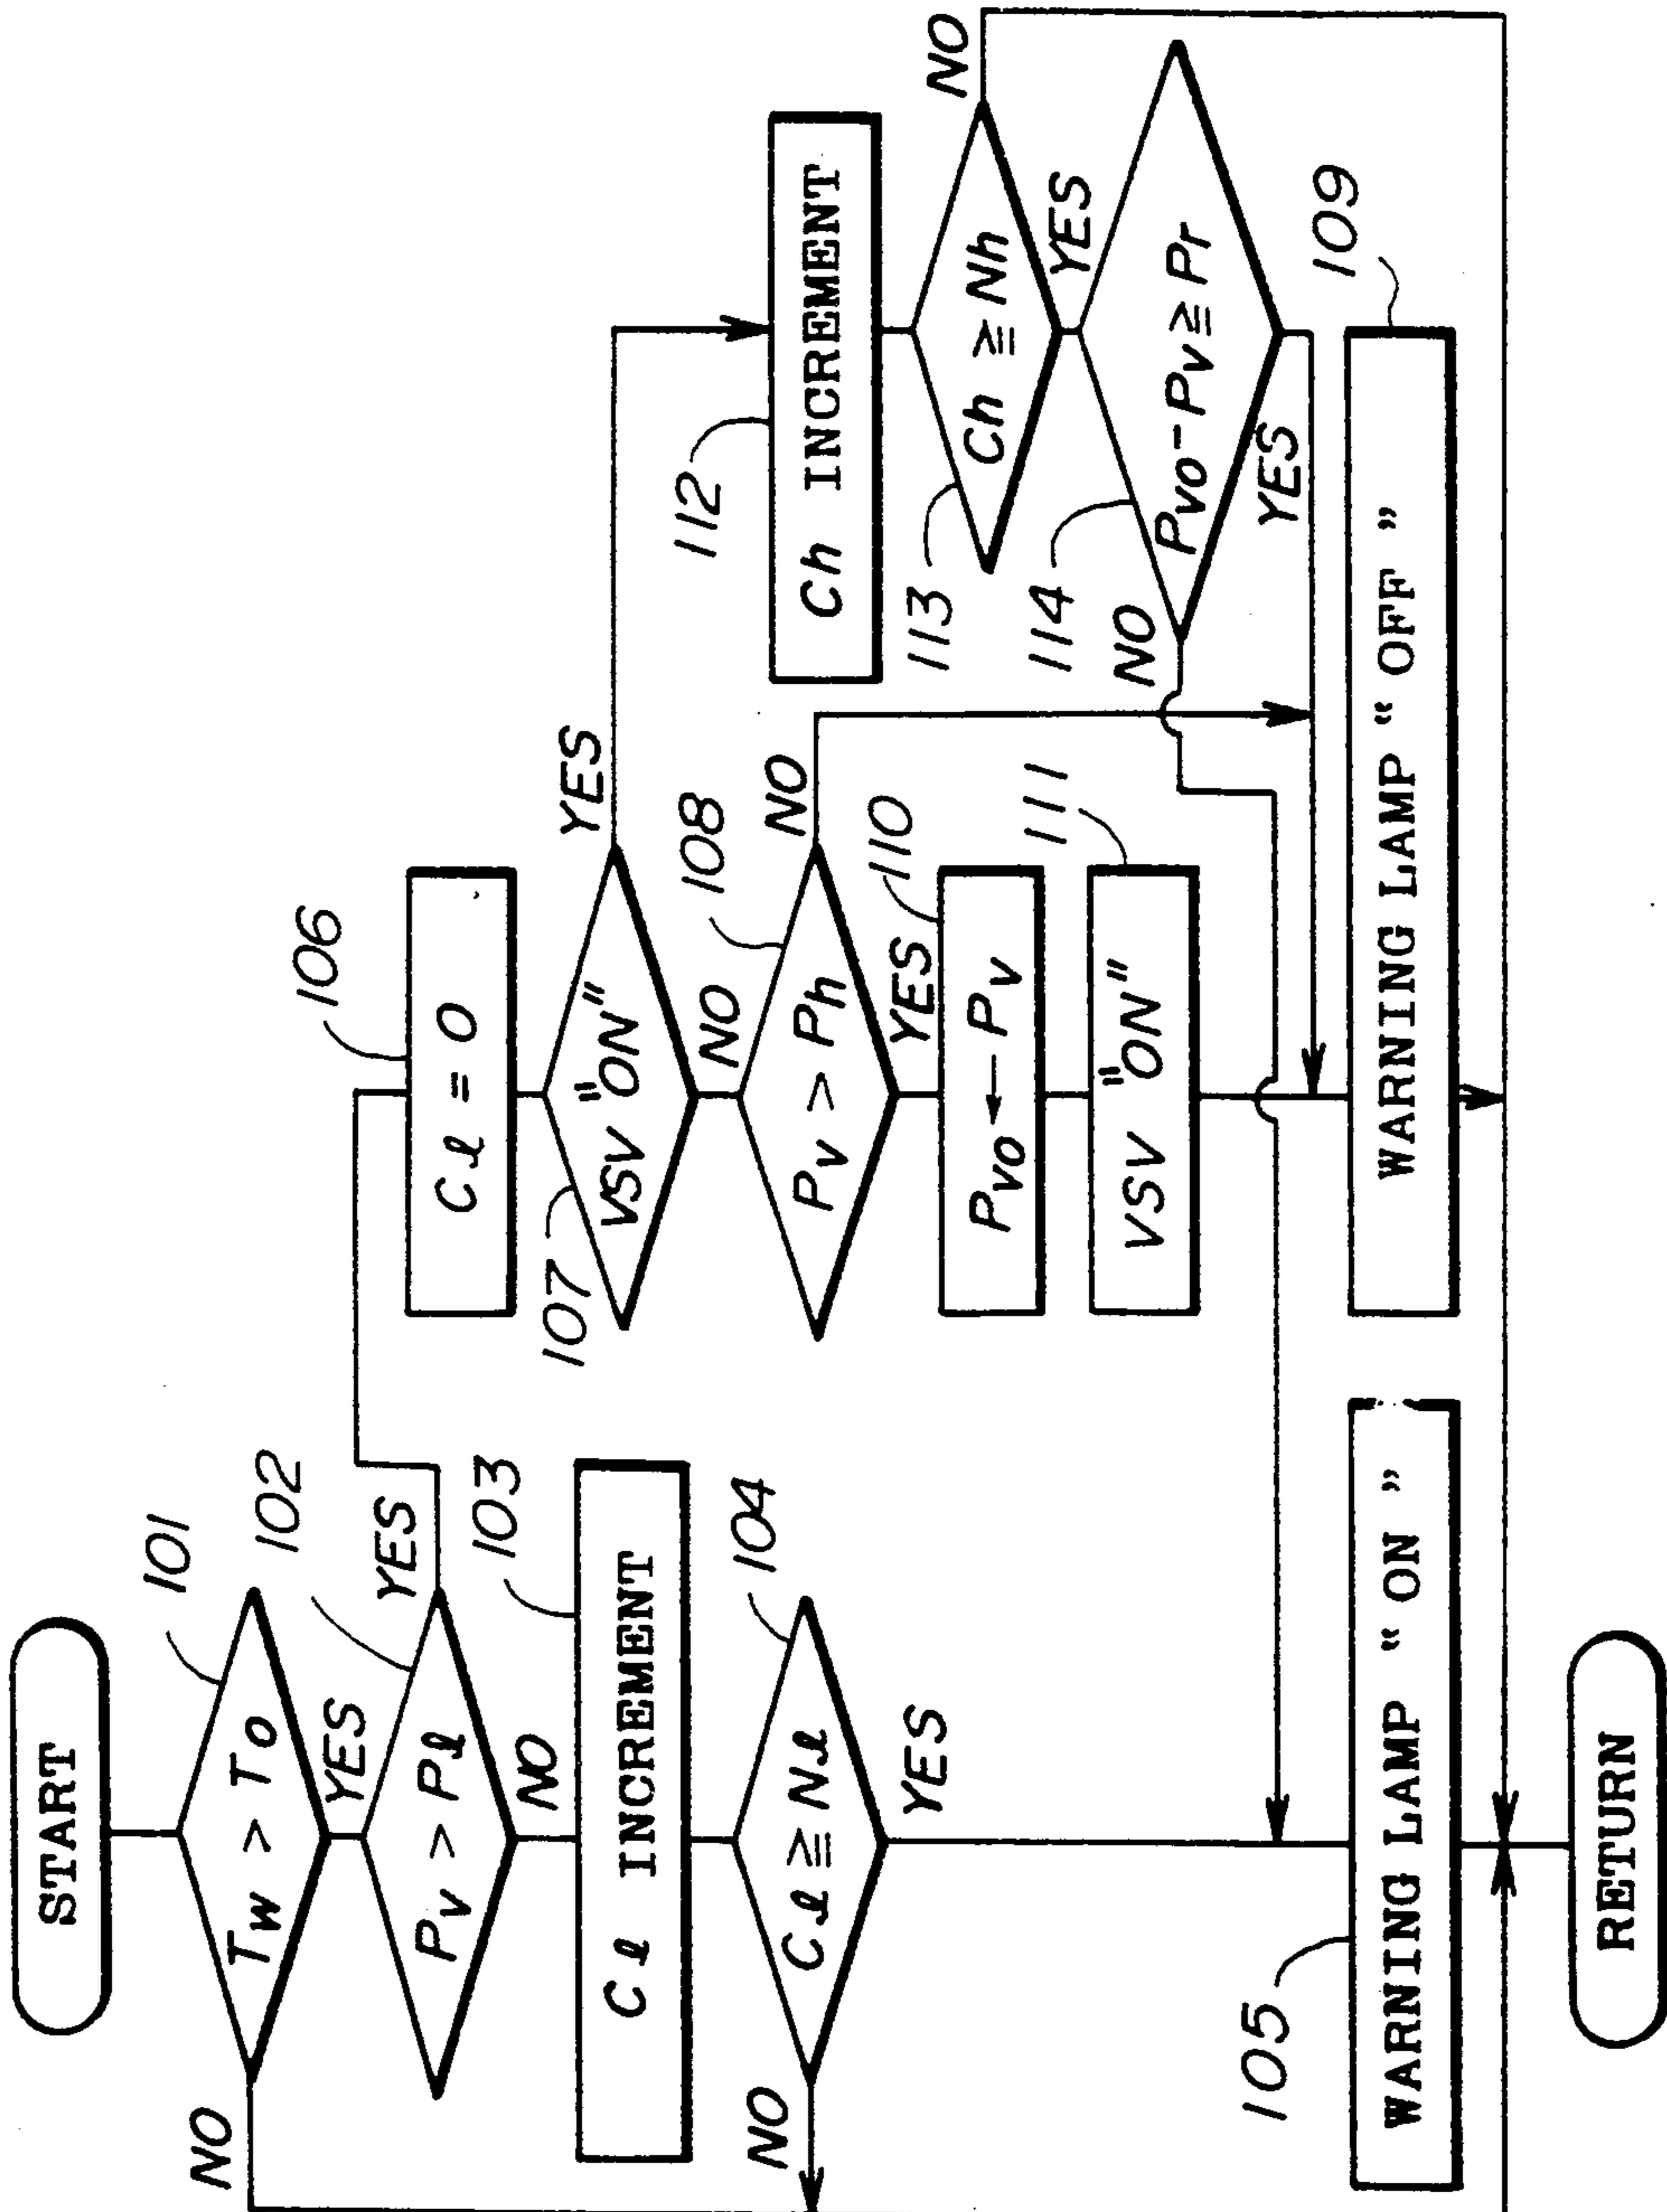 START
101
Tw > To
NO
YES
102
Pv > Pℓ
YES
NO
103
Cℓ INCREMENT
104
Cℓ ≧ Nℓ
NO
YES
105
WARNING LAMP “ ON ”
RETURN
106
Cℓ = 0
107
VSV "ON"
YES
NO
108
Pv > Ph
NO
YES
110
Pvo ← Pv
111
VSV "ON"
112
Ch INCREMENT
113
Ch ≧ Nh
NO
YES
114
Pvo - Pv ≧ Pr
NO
YES
109
WARNING LAMP “ OFF ”